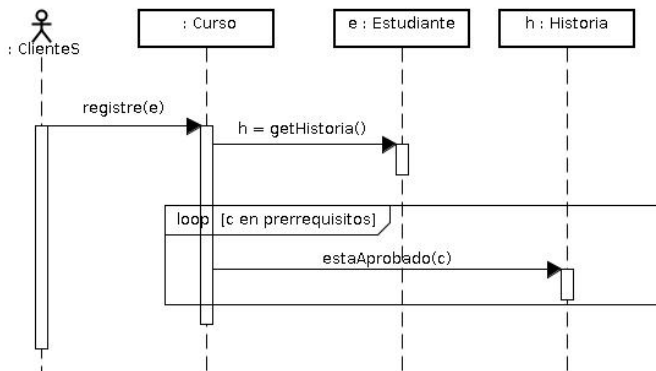 : ClienteS
: Curso
e : Estudiante
h : Historia
registre(e)
h = getHistoria()
loop [c en prerrequisitos]
estaAprobado(c)